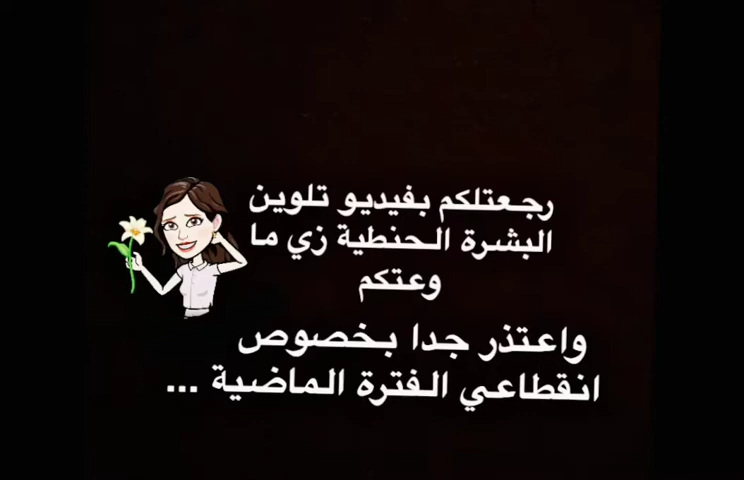 رجعتلكم بفيديو تلوين
البشرة الحنطية زي ما
وعتكم
واعتذر جدا بخصوص
انقطاعي الفترة الماضية ...